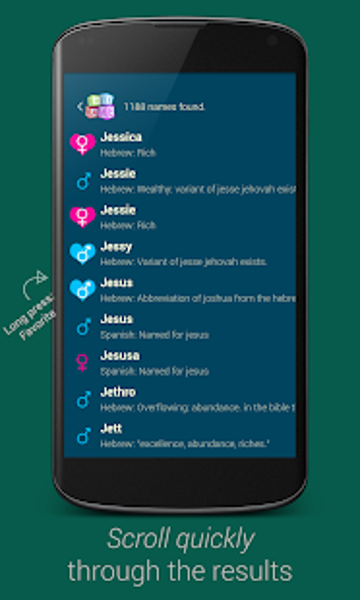 1188 names found.
Jessica
Hebrew: Rich
Jessie
Hebrew: Wealthy: variant of jesse jehovah exist
Jessie
Hebrew: Rich
Jessy
Hebrew: Variant of jesse jehovah exists.
Jesus
Hebrew: Abbreviation of joshua from the hebre
Jesus
Spanish: Named for jesus
Jesusa
Spanish: Named for jesus
Jethro
Hebrew: Overflowing: abundance. in the bible t
Jett
Hebrew: "excellence, abundance, riches."
Long press:
Favorite
Scroll quickly
through the results